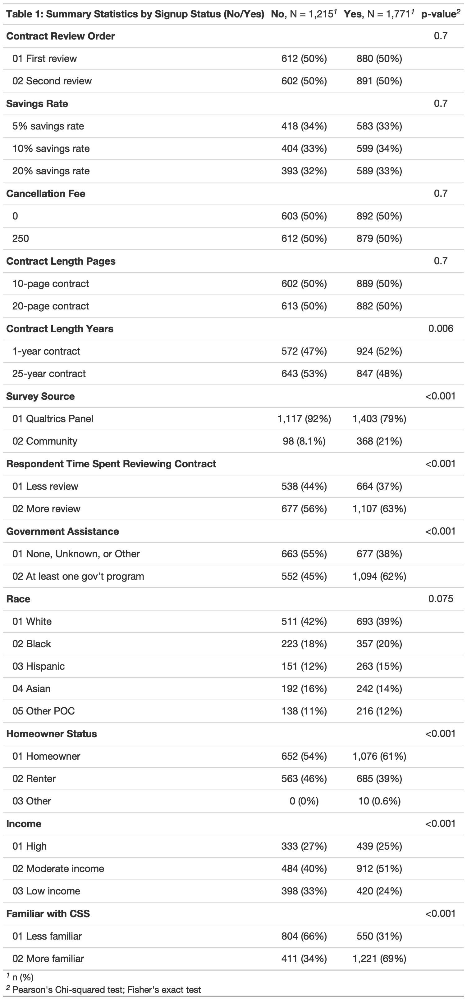 Table 1: Summary Statistics by Signup Status (No/Yes) No, N = 1,215¹ Yes, N = 1,771¹ p-value²
Contract Review Order 0.7
01 First review 612 (50%) 880 (50%)
02 Second review 602 (50%) 891 (50%)
Savings Rate 0.7
5% savings rate 418 (34%) 583 (33%)
10% savings rate 404 (33%) 599 (34%)
20% savings rate 393 (32%) 589 (33%)
Cancellation Fee 0.7
0 603 (50%) 892 (50%)
250 612 (50%) 879 (50%)
Contract Length Pages 0.7
10-page contract 602 (50%) 889 (50%)
20-page contract 613 (50%) 882 (50%)
Contract Length Years 0.006
1-year contract 572 (47%) 924 (52%)
25-year contract 643 (53%) 847 (48%)
Survey Source <0.001
01 Qualtrics Panel 1,117 (92%) 1,403 (79%)
02 Community 98 (8.1%) 368 (21%)
Respondent Time Spent Reviewing Contract <0.001
01 Less review 538 (44%) 664 (37%)
02 More review 677 (56%) 1,107 (63%)
Government Assistance <0.001
01 None, Unknown, or Other 663 (55%) 677 (38%)
02 At least one gov't program 552 (45%) 1,094 (62%)
Race 0.075
01 White 511 (42%) 693 (39%)
02 Black 223 (18%) 357 (20%)
03 Hispanic 151 (12%) 263 (15%)
04 Asian 192 (16%) 242 (14%)
05 Other POC 138 (11%) 216 (12%)
Homeowner Status <0.001
01 Homeowner 652 (54%) 1,076 (61%)
02 Renter 563 (46%) 685 (39%)
03 Other 0 (0%) 10 (0.6%)
Income <0.001
01 High 333 (27%) 439 (25%)
02 Moderate income 484 (40%) 912 (51%)
03 Low income 398 (33%) 420 (24%)
Familiar with CSS <0.001
01 Less familiar 804 (66%) 550 (31%)
02 More familiar 411 (34%) 1,221 (69%)
¹ n (%)
² Pearson's Chi-squared test; Fisher's exact test